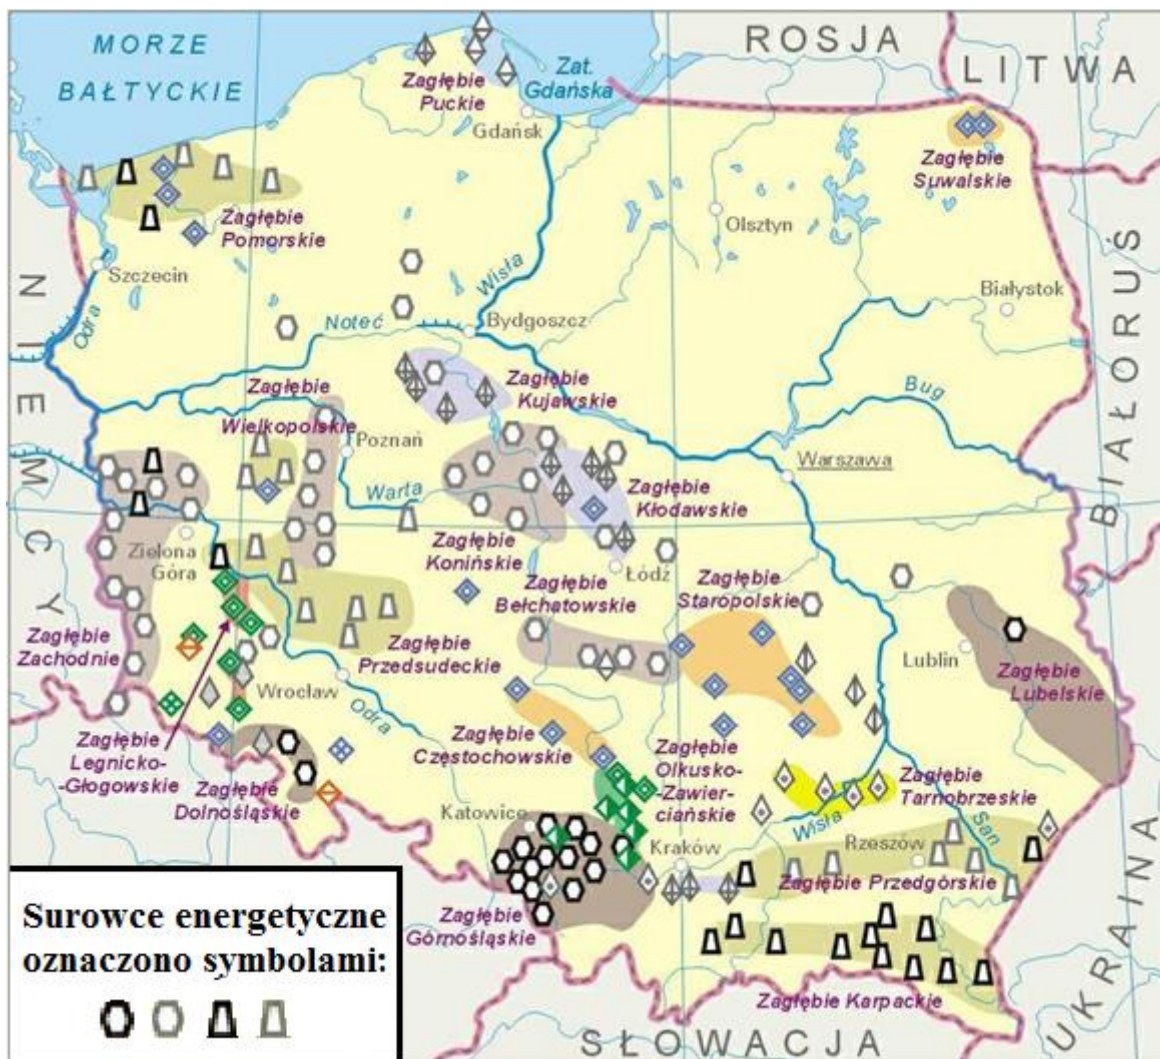 MORZE
BAŁTYCKIE
ROSJA
LITWA
Zat.
Gdańska
Zagłębie
Puckie
Gdańsk
Zagłębie
Suwalskie
Zagłębie
Pomorskie
Olsztyn
Szczecin
Odra
Wisła
Białystok
Noteć
Bydgoszcz
NIEMCY
BIAŁORUŚ
Zagłębie
Wielkopolskie
Zagłębie
Kujawskie
Bug
Poznań
Warszawa
Warta
Zagłębie
Kłodawskie
Zielona
Góra
Zagłębie
Konińskie
Łódź
Zagłębie
Bełchatowskie
Zagłębie
Staropolskie
Zagłębie
Zachodnie
Zagłębie
Przedsudeckie
Lublin
Zagłębie
Lubelskie
Wrocław
Odra
Zagłębie
Legnicko-
-Głogowskie
Zagłębie
Częstochowskie
Zagłębie
Olkusko-
-Zawier-
ciańskie
Zagłębie
Tarnobrzeskie
Zagłębie
Dolnośląskie
Katowice
Wisła
San
Kraków
Rzeszów
Zagłębie Przedgórskie
Zagłębie
Górnośląskie
Zagłębie Karpackie
UKRAINA
SŁOWACJA
Surowce energetyczne
oznaczono symbolami: